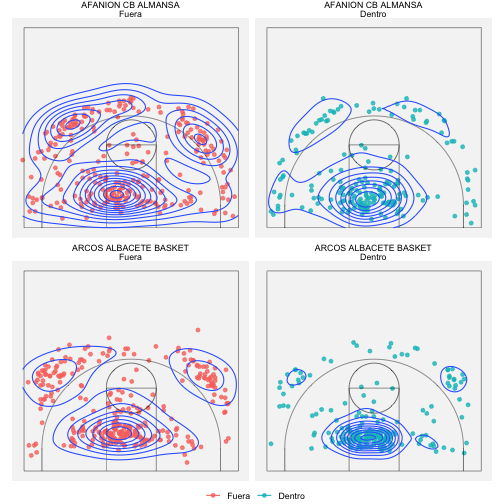 AFANION CB ALMANSA
Fuera
AFANION CB ALMANSA
Dentro
ARCOS ALBACETE BASKET
Fuera
ARCOS ALBACETE BASKET
Dentro
Fuera Dentro